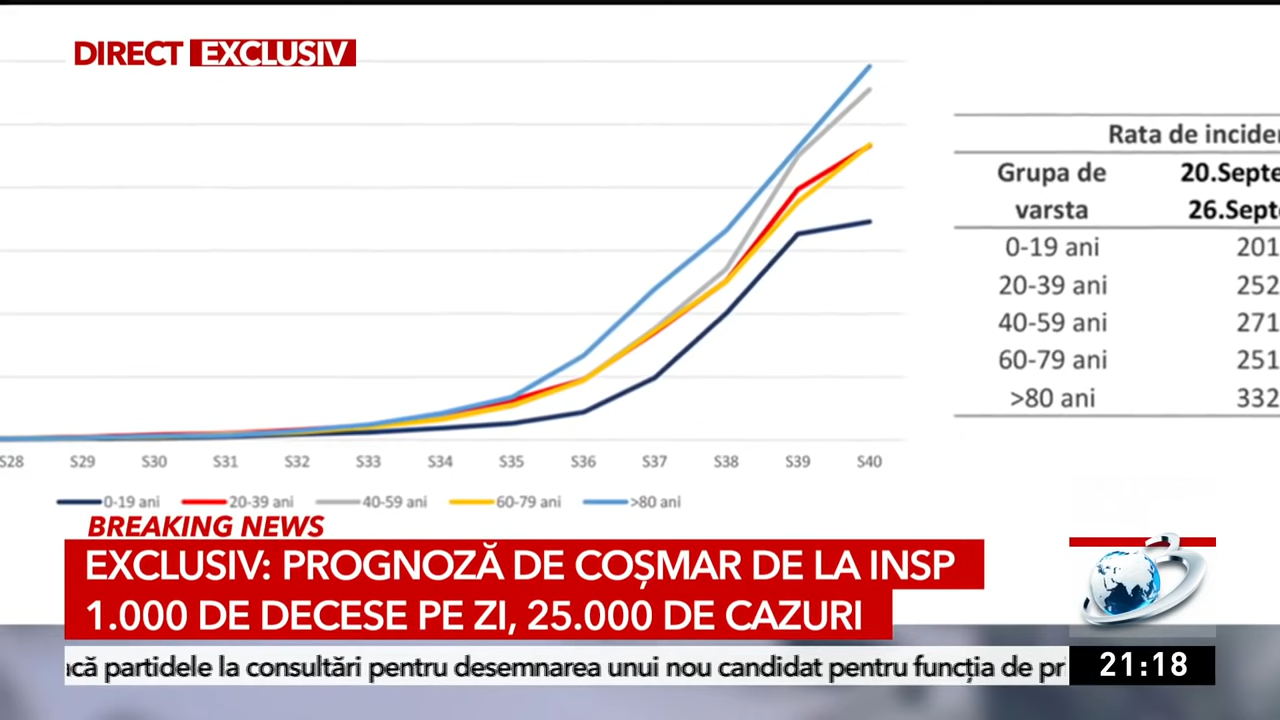 DIRECT EXCLUSIV
Rata de inciden
Grupa de varsta
20.Septe
26.Septe
0-19 ani 201
20-39 ani 252
40-59 ani 271
60-79 ani 251
>80 ani 332
S28 S29 S30 S31 S32 S33 S34 S35 S36 S37 S38 S39 S40
0-19 ani 20-39 ani 40-59 ani 60-79 ani >80 ani
BREAKING NEWS
EXCLUSIV: PROGNOZĂ DE COȘMAR DE LA INSP
1.000 DE DECESE PE ZI, 25.000 DE CAZURI
acă partidele la consultări pentru desemnarea unui nou candidat pentru funcția de pr
21:18